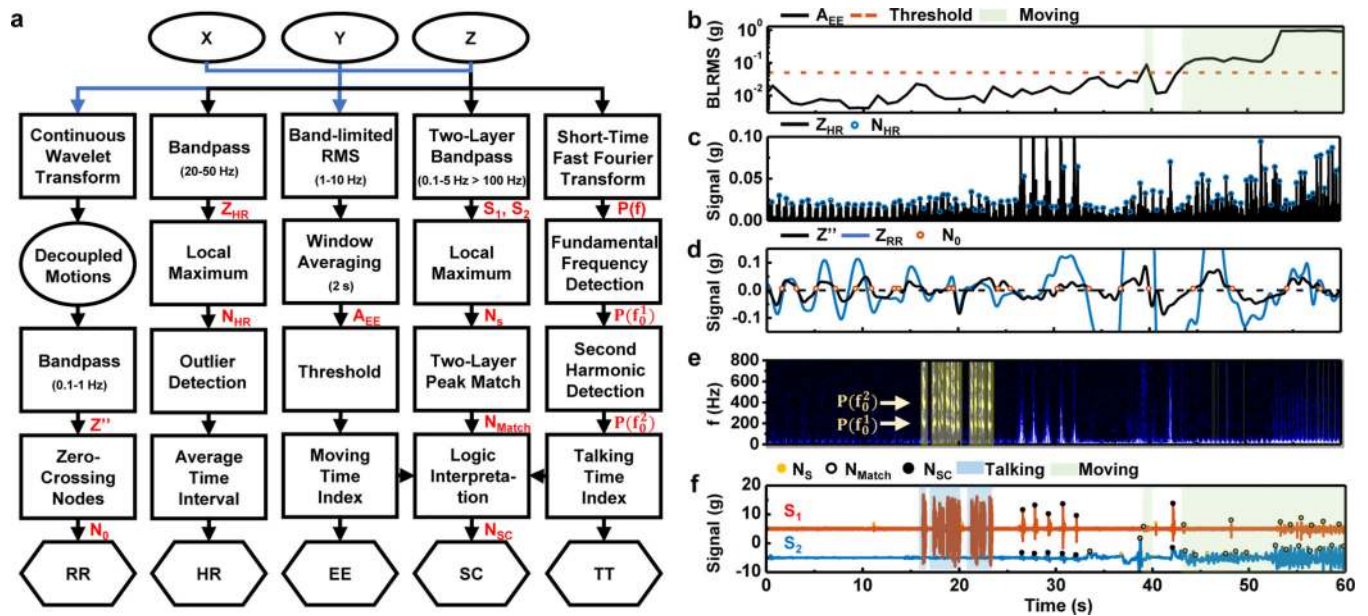 a
X
Y
Z
Continuous
Wavelet
Transform
Bandpass
(20-50 Hz)
Band-limited
RMS
(1-10 Hz)
Two-Layer
Bandpass
(0.1-5 Hz > 100 Hz)
Short-Time
Fast Fourier
Transform
Z_HR
S_1, S_2
P(f)
Decoupled
Motions
Local
Maximum
Window
Averaging
(2 s)
Local
Maximum
Fundamental
Frequency
Detection
N_HR
A_EE
N_s
P(f_0^1)
Bandpass
(0.1-1 Hz)
Outlier
Detection
Threshold
Two-Layer
Peak Match
Second
Harmonic
Detection
Z''
N_Match
P(f_0^2)
Zero-
Crossing
Nodes
Average
Time
Interval
Moving
Time
Index
Logic
Interpreta-
tion
Talking
Time
Index
N_0
N_SC
RR
HR
EE
SC
TT
b
A_EE Threshold Moving
BLRMS (g)
10^0
10^-1
10^-2
c
Z_HR N_HR
Signal (g)
0.10
0.05
0.00
d
Z'' Z_RR N_0
Signal (g)
0.1
0.0
-0.1
e
f (Hz)
800
600
400
200
0
P(f_0^2)
P(f_0^1)
f
N_S N_Match N_SC Talking Moving
Signal (g)
20
10
0
-10
S_1
S_2
0 10 20 30 40 50 60
Time (s)